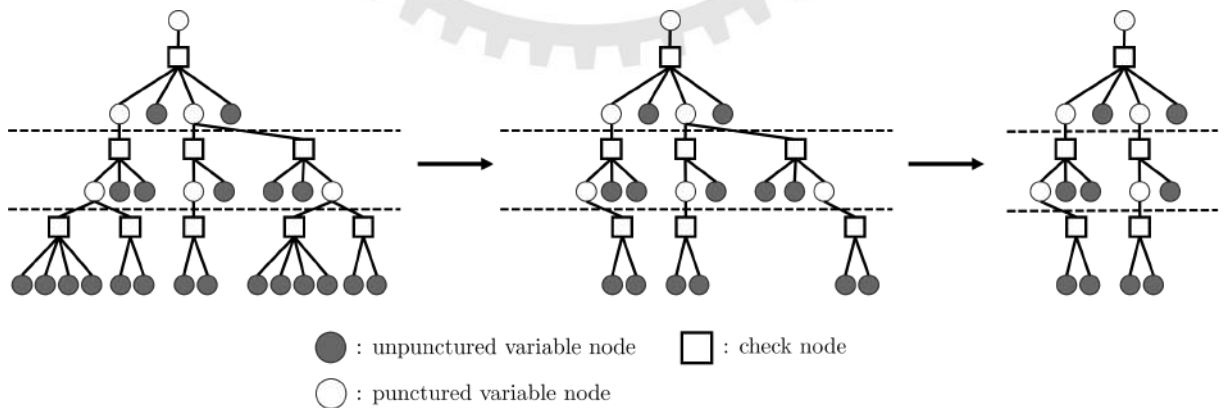 : unpunctured variable node : check node
: punctured variable node